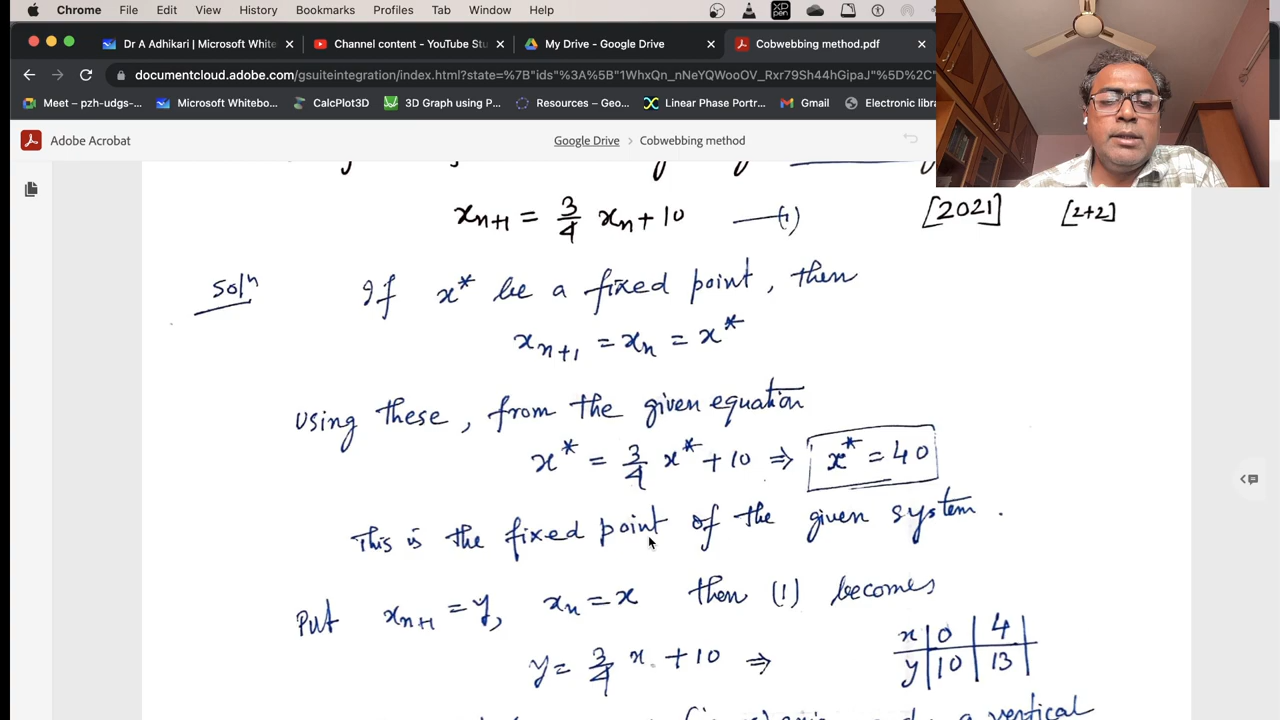 Chrome File Edit View History Bookmarks Profiles Tab Window Help
XP pen
Dr A Adhikari | Microsoft White × Channel content - YouTube Stu × My Drive - Google Drive × Cobwebbing method.pdf ×
documentcloud.adobe.com/gsuiteintegration/index.html?state=%7B"ids"%3A%5B"1WhxQn_nNeYQWooOV_Rxr79Sh44hGipaJ"%5D%2C"
Meet – pzh-udgs-... Microsoft Whitebo... CalcPlot3D 3D Graph using P... Resources – Geo... Linear Phase Portr... Gmail Electronic libra
Adobe Acrobat Google Drive > Cobwebbing method
xn+1 = 3/4 xn + 10 —(1) [2021] [2+2]
Solⁿ If x* be a fixed point, then
xn+1 = xn = x*
Using these, from the given equation
x* = 3/4 x* + 10 ⇒ x* = 40
This is the fixed point of the given system.
Put xn+1 = y, xn = x then (1) becomes
y = 3/4 x. + 10 ⇒
x | 0 | 4 |
y | 10 | 13 |
a vertical